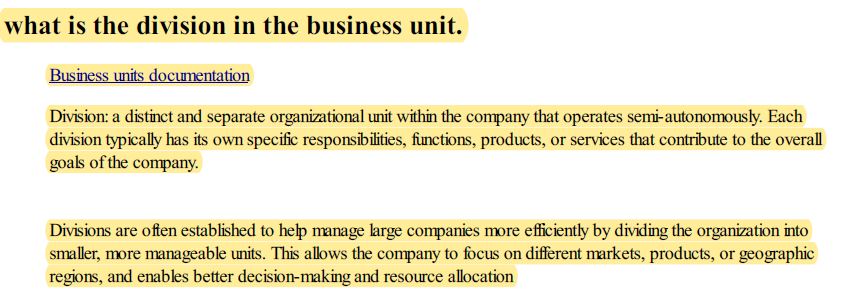 what is the division in the business unit.
Business units documentation
Division: a distinct and separate organizational unit within the company that operates semi-autonomously. Each
division typically has its own specific responsibilities, functions, products, or services that contribute to the overall
goals of the company.
Divisions are often established to help manage large companies more efficiently by dividing the organization into
smaller, more manageable units. This allows the company to focus on different markets, products, or geographic
regions, and enables better decision-making and resource allocation